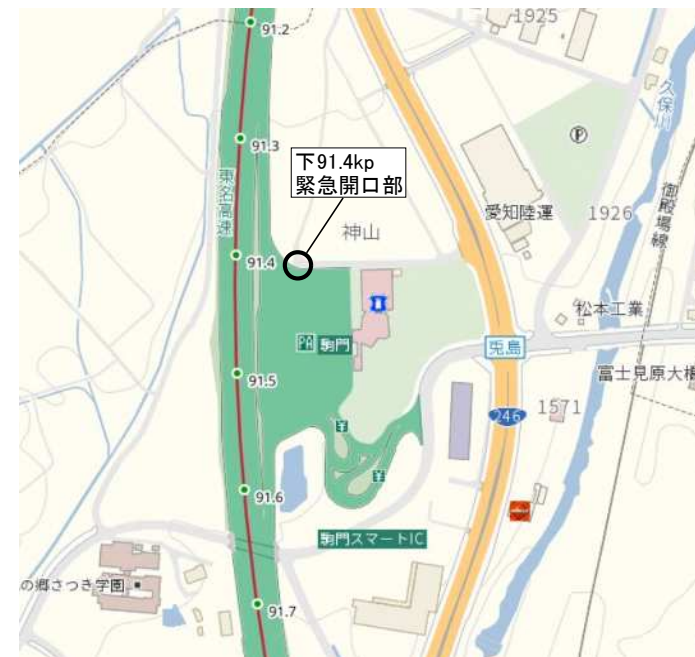 1925
91.2
久保川
91.3
下91.4kp
緊急開口部
東名高速
P
御殿場線
愛知陸運
1926
神山
91.4
松本工業
PA 駒門
兎島
富士見原大橋
91.5
246
1571
91.6
駒門スマートIC
の郷さつき学園
91.7